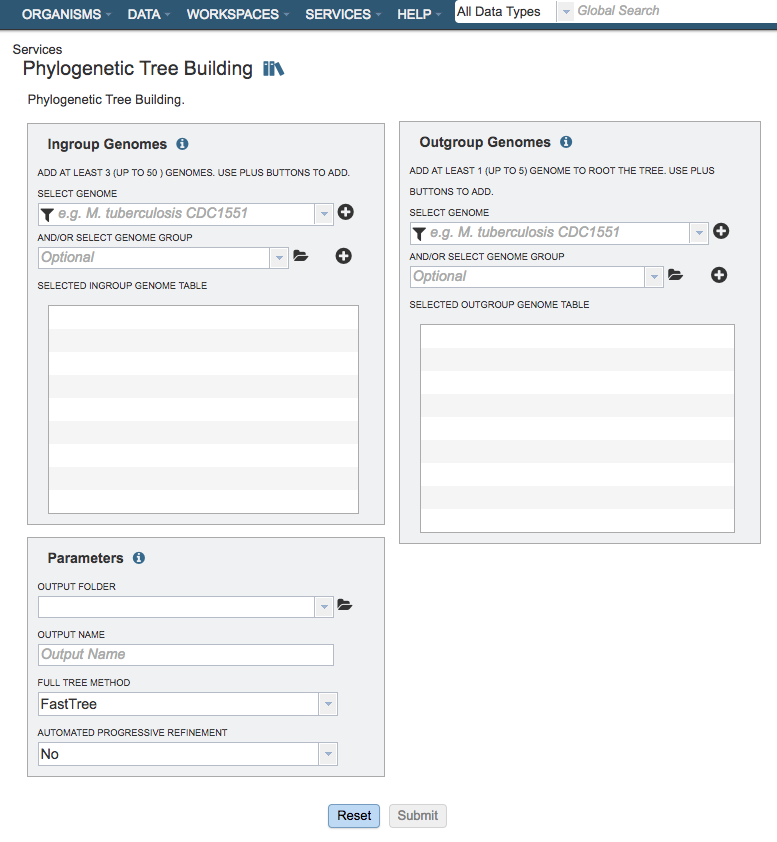 ORGANISMS DATA WORKSPACES SERVICES HELP All Data Types Global Search
Services
Phylogenetic Tree Building
Phylogenetic Tree Building.
Ingroup Genomes
ADD AT LEAST 3 (UP TO 50 ) GENOMES. USE PLUS BUTTONS TO ADD.
SELECT GENOME
e.g. M. tuberculosis CDC1551
AND/OR SELECT GENOME GROUP
Optional
SELECTED INGROUP GENOME TABLE
Outgroup Genomes
ADD AT LEAST 1 (UP TO 5) GENOME TO ROOT THE TREE. USE PLUS
BUTTONS TO ADD.
SELECT GENOME
e.g. M. tuberculosis CDC1551
AND/OR SELECT GENOME GROUP
Optional
SELECTED OUTGROUP GENOME TABLE
Parameters
OUTPUT FOLDER
OUTPUT NAME
Output Name
FULL TREE METHOD
FastTree
AUTOMATED PROGRESSIVE REFINEMENT
No
Reset Submit